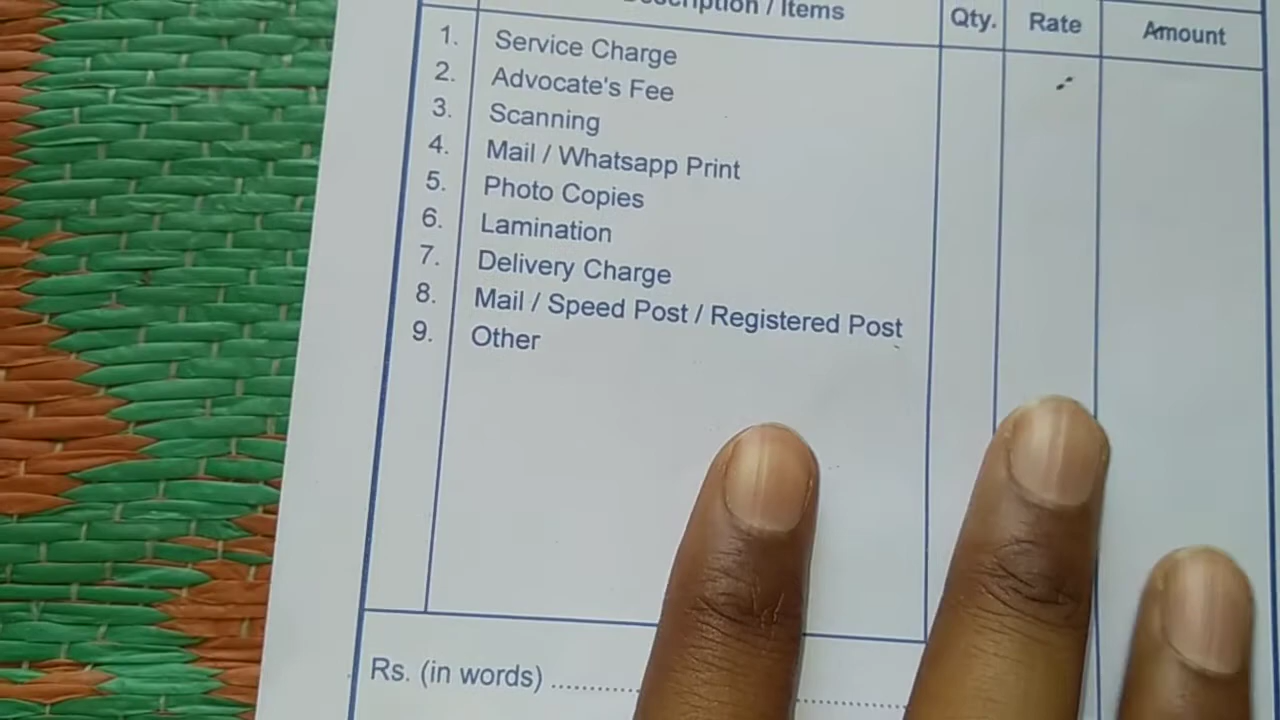 / Items Qty. Rate Amount
1. Service Charge
2. Advocate's Fee
3. Scanning
4. Mail / Whatsapp Print
5. Photo Copies
6. Lamination
7. Delivery Charge
8. Mail / Speed Post / Registered Post
9. Other
Rs. (in words) ....................